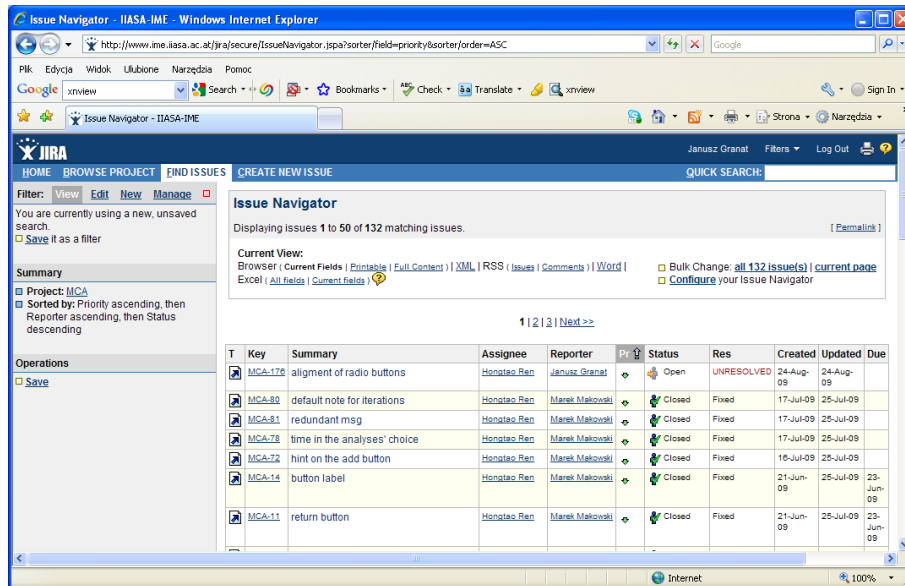 Issue Navigator - IIASA-IME - Windows Internet Explorer
http://www.ime.iiasa.ac.at/jira/secure/IssueNavigator.jspa?sorter/field=priority&sorter/order=ASC
Google
Plik Edycja Widok Ulubione Narzędzia Pomoc
Google xnview Search Bookmarks Check Translate xnview Sign In
Issue Navigator - IIASA-IME Strona Narzędzia
JIRA Janusz Granat Filters Log Out
HOME BROWSE PROJECT FIND ISSUES CREATE NEW ISSUE QUICK SEARCH:
Filter: View Edit New Manage
You are currently using a new, unsaved
search.
Save it as a filter
Summary
Project: MCA
Sorted by: Priority ascending, then
Reporter ascending, then Status
descending
Operations
Save
Issue Navigator
Displaying issues 1 to 50 of 132 matching issues. [ Permalink ]
Current View:
Browser ( Current Fields | Printable | Full Content ) | XML | RSS ( Issues | Comments ) | Word |
Excel ( All fields | Current fields )
Bulk Change: all 132 issue(s) | current page
Configure your Issue Navigator
1 | 2 | 3 | Next >>
T Key Summary Assignee Reporter Pr Status Res Created Updated Due
MCA-176 aligment of radio buttons Hongtao Ren Janusz Granat Open UNRESOLVED 24-Aug-09 24-Aug-09
MCA-80 default note for iterations Hongtao Ren Marek Makowski Closed Fixed 17-Jul-09 25-Jul-09
MCA-81 redundant msg Hongtao Ren Marek Makowski Closed Fixed 17-Jul-09 25-Jul-09
MCA-78 time in the analyses' choice Hongtao Ren Marek Makowski Closed Fixed 17-Jul-09 25-Jul-09
MCA-72 hint on the add button Hongtao Ren Marek Makowski Closed Fixed 16-Jul-09 25-Jul-09
MCA-14 button label Hongtao Ren Marek Makowski Closed Fixed 21-Jun-09 25-Jul-09 23-Jun-09
MCA-11 return button Hongtao Ren Marek Makowski Closed Fixed 21-Jun-09 25-Jul-09 23-Jun-09
Internet 100%